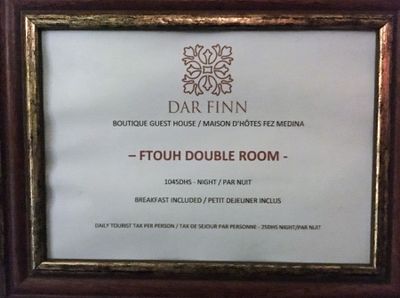 DAR FINN
BOUTIQUE GUEST HOUSE / MAISON D'HÔTES FEZ MEDINA
– FTOUH DOUBLE ROOM -
1045DHS - NIGHT / PAR NUIT
BREAKFAST INCLUDED / PETIT DEJEUNER INCLUS
DAILY TOURIST TAX PER PERSON / TAX DE SEJOUR PAR PERSONNE - 25DHS NIGHT/PAR NUIT